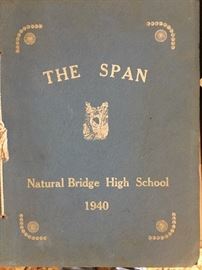 THE SPAN
Natural Bridge High School
1940